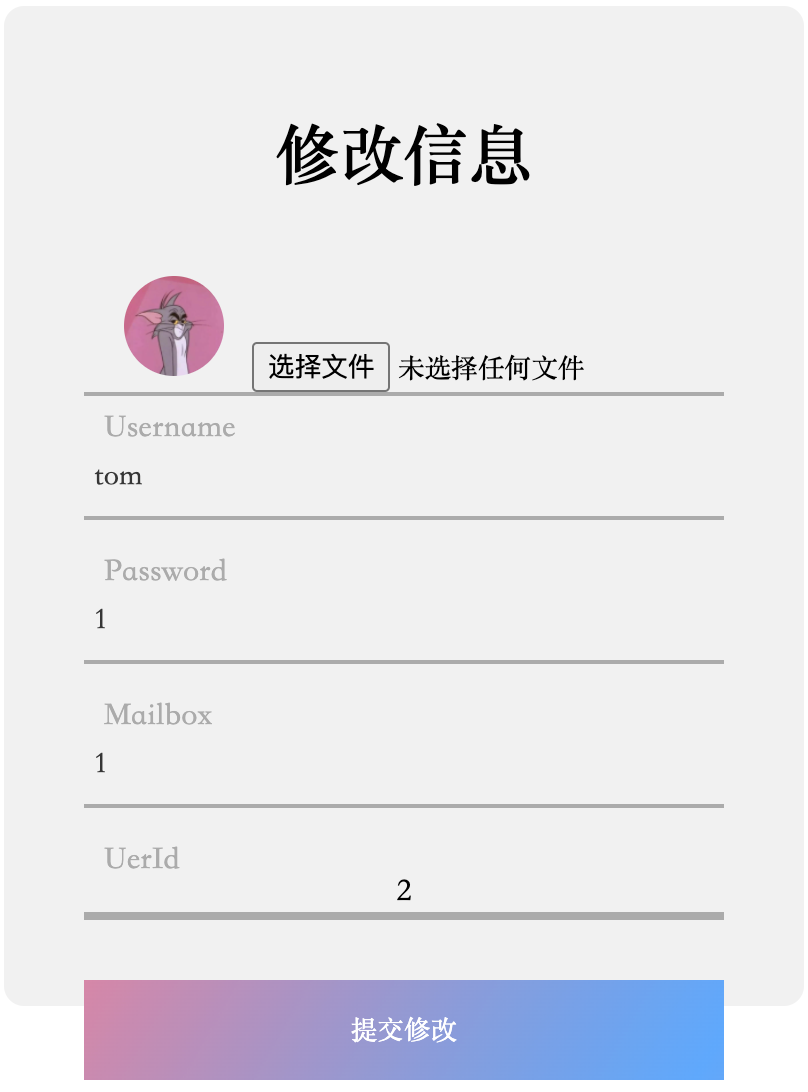 修改信息
选择文件 未选择任何文件
Username
tom
Password
1
Mailbox
1
UerId
2
提交修改